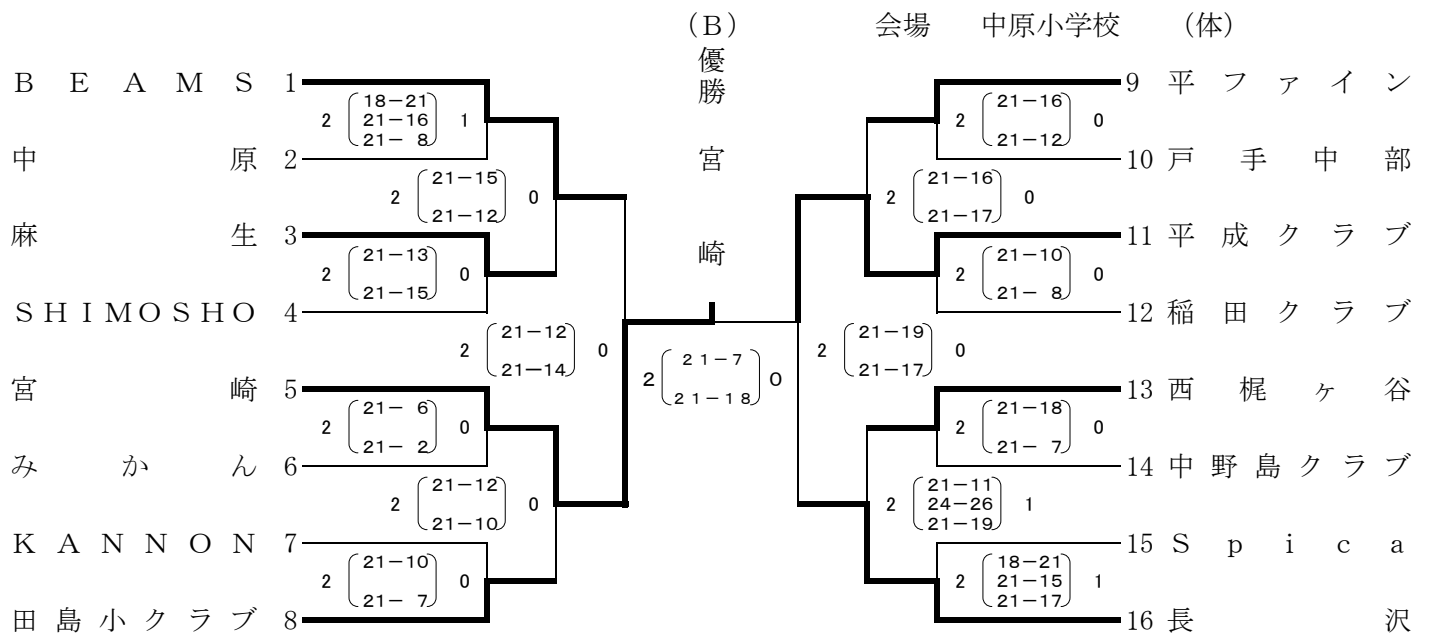 (B) 会場 中原小学校 (体)
優勝 宮崎
BEAMS 1
2 18-21 1
21-16
21- 8
中原 2
2 21-15 0
21-12
麻生 3
2 21-13 0
21-15
SHIMOSHO 4
2 21-12 0
21-14
宮崎 5
2 21- 6 0
21- 2
みかん 6
2 21-12 0
21-10
KANNON 7
2 21-10 0
21- 7
田島小クラブ 8
2 21-7 0
21-18
9 平ファイン
2 21-16 0
21-12
10 戸手中部
2 21-16 0
21-17
11 平成クラブ
2 21-10 0
21- 8
12 稲田クラブ
2 21-19 0
21-17
13 西梶ヶ谷
2 21-18 0
21- 7
14 中野島クラブ
2 21-11 1
24-26
21-19
15 Spica
2 18-21 1
21-15
21-17
16 長沢